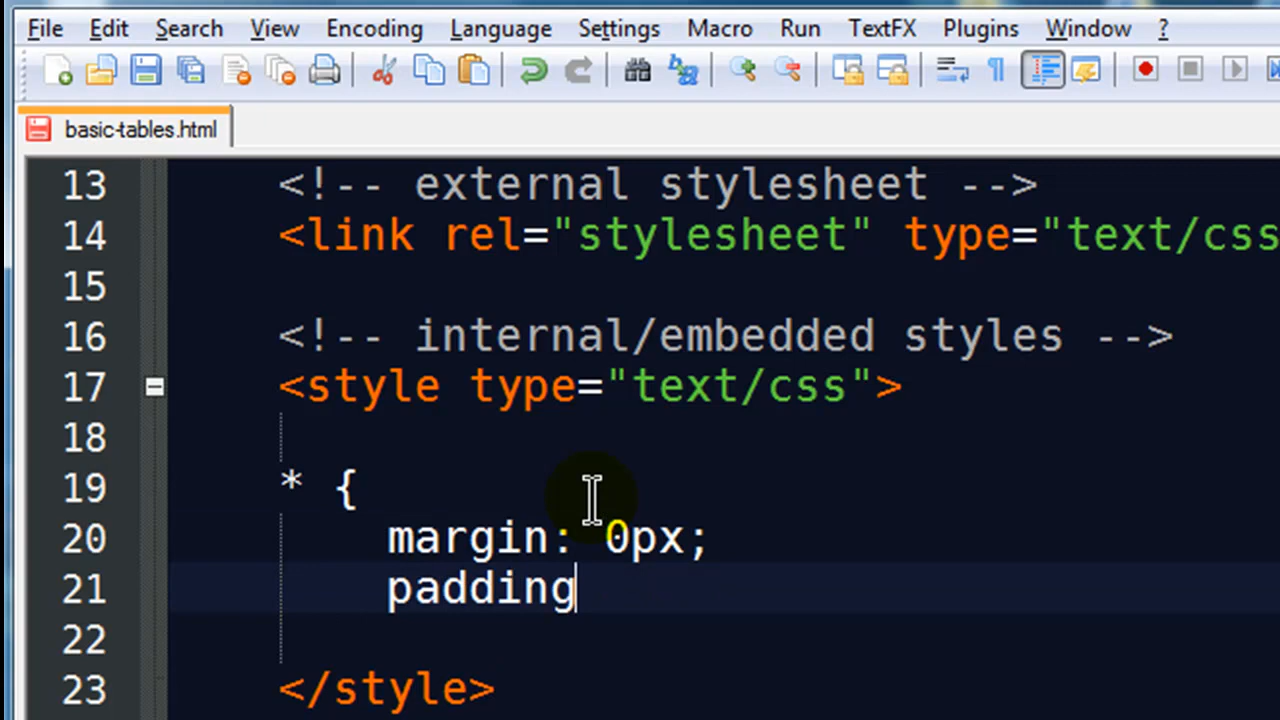 File Edit Search View Encoding Language Settings Macro Run TextFX Plugins Window ?
basic-tables.html
13 <!-- external stylesheet -->
14 <link rel="stylesheet" type="text/css
15
16 <!-- internal/embedded styles -->
17 <style type="text/css">
18
19 * {
20 margin: 0px;
21 padding
22
23 </style>